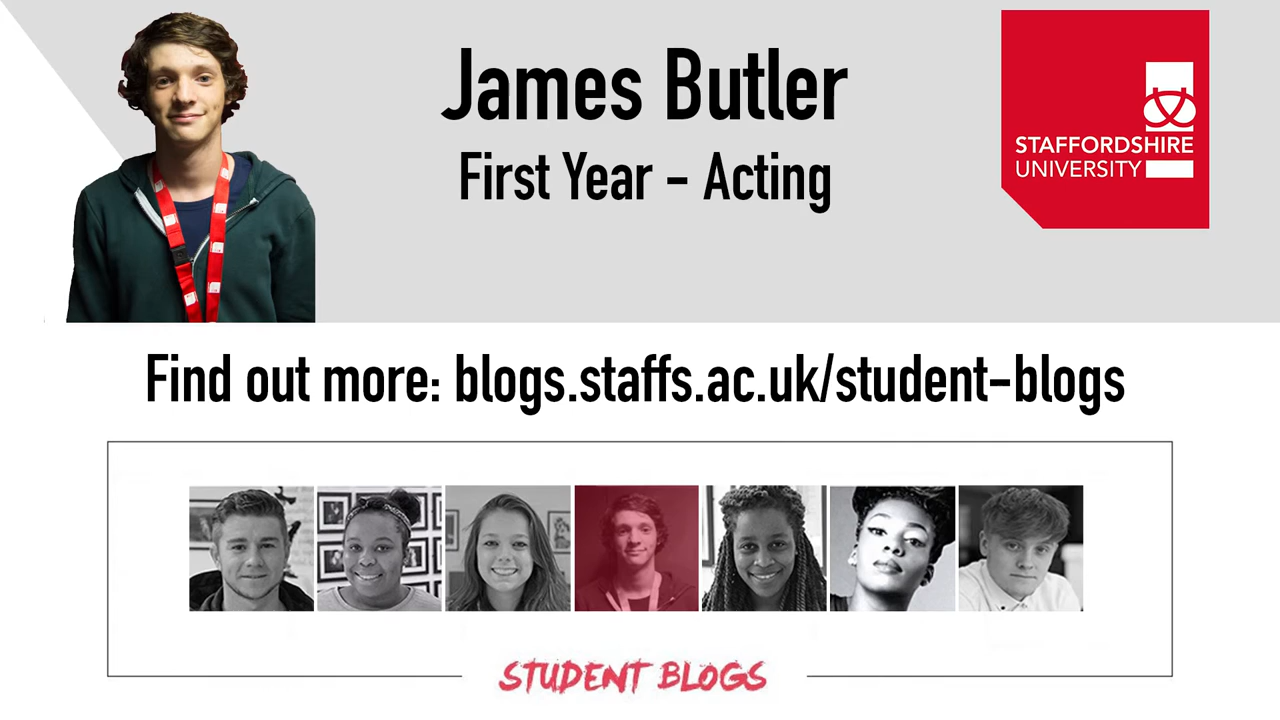 James Butler
First Year - Acting
STAFFORDSHIRE
UNIVERSITY
Find out more: blogs.staffs.ac.uk/student-blogs
STUDENT BLOGS